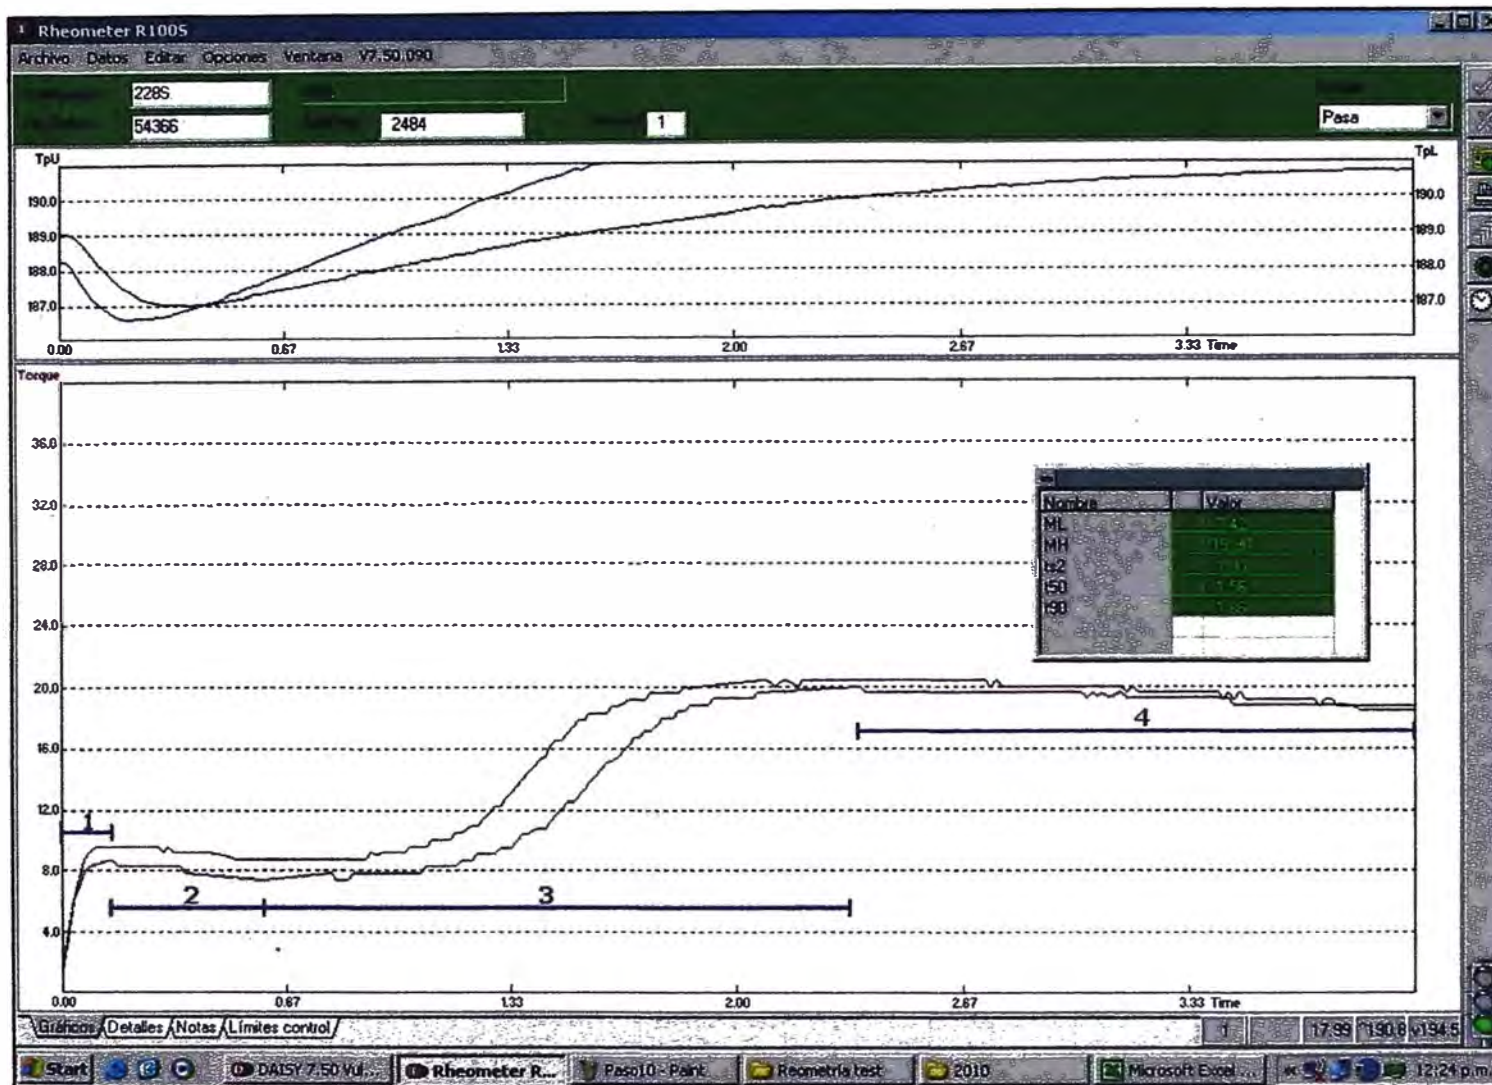 Rheometer R100S
Archivo Datos Editar Opciones Ventana V7.50.090
228S
54366 2484 1 Pasa
TpU TpL
190.0 190.0
189.0 189.0
188.0 188.0
187.0 187.0
0.00 0.67 1.33 2.00 2.67 3.33 Time
Torque
36.0
32.0
28.0
24.0
20.0
16.0
12.0
8.0
4.0
Nombre Valor
ML
MH
ts2
t50
t90
1
2
3
4
0.00 0.67 1.33 2.00 2.67 3.33 Time
Gráficos Detalles Notas Límites control
1 17.99 ^190.8 v194.5
Start DAISY 7.50 Vul... Rheometer R... Paso10 - Paint Reometria test 2010 Microsoft Excel ... « 12:24 p.m.